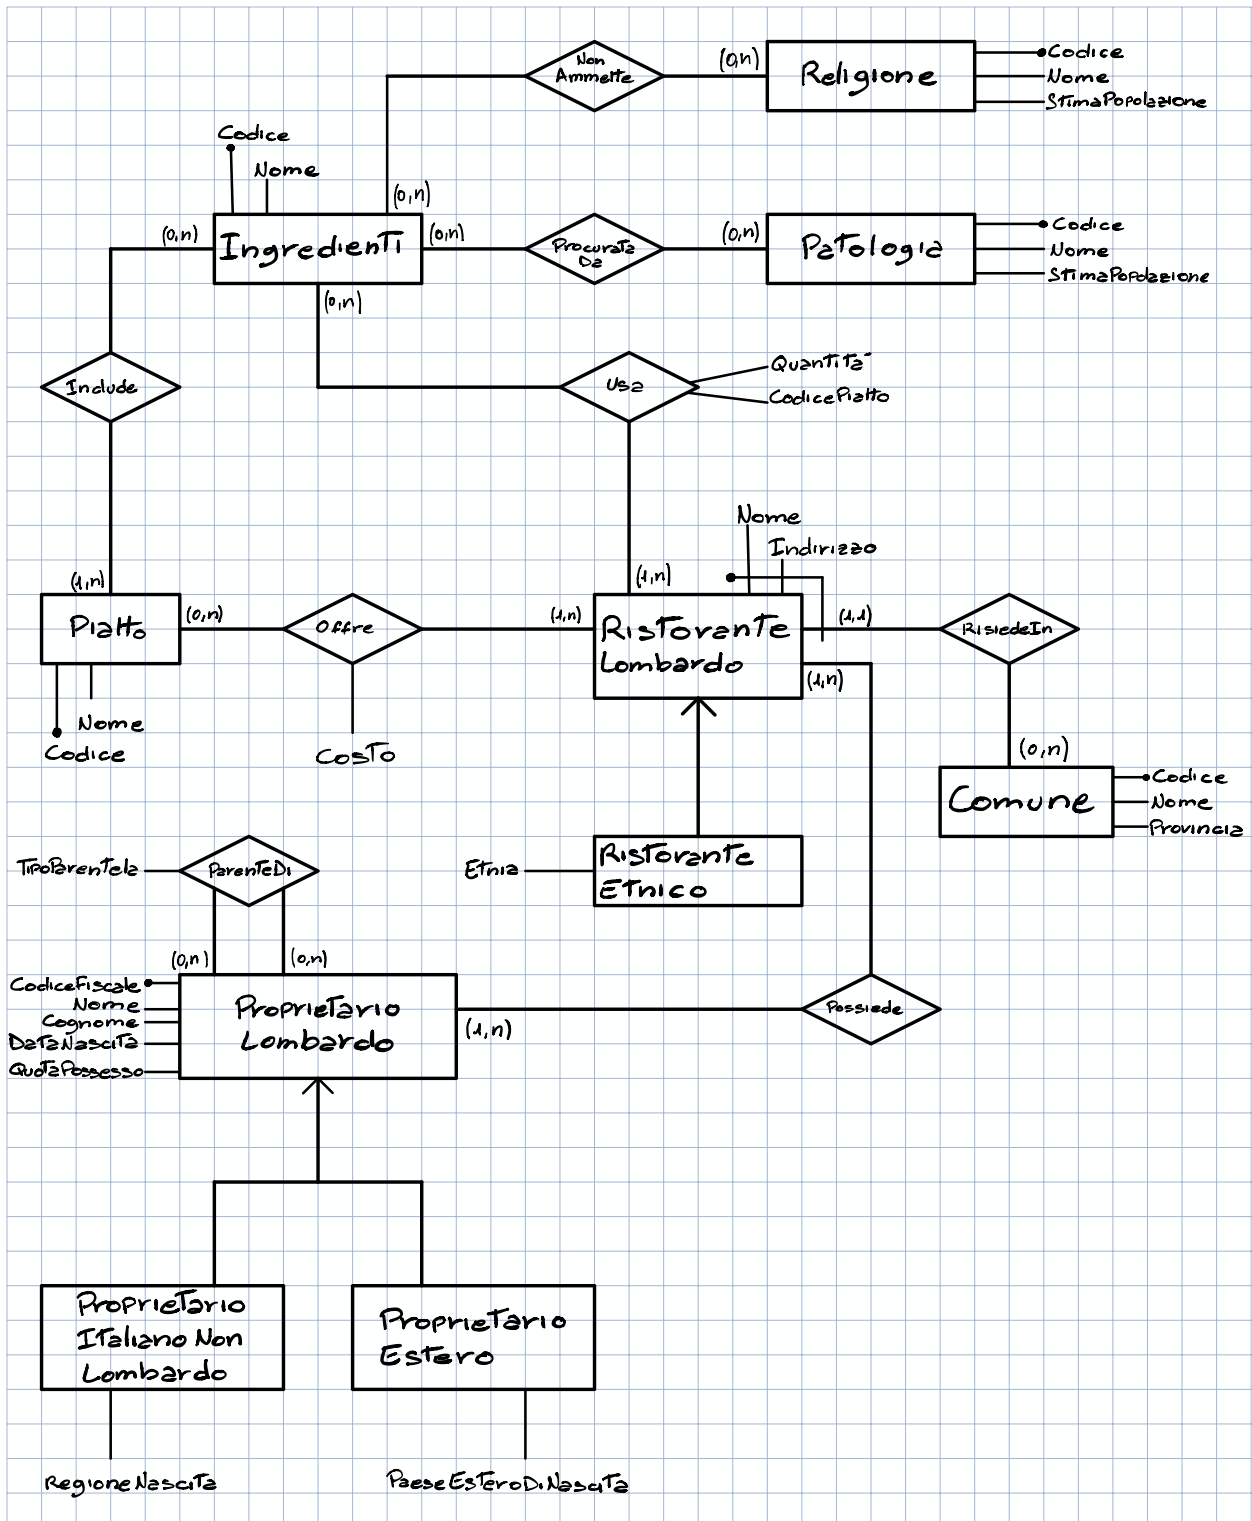 Non
Ammette
(0,n)
Religione
Codice
Nome
StimaPopolazione
Codice
Nome
(0,n)
(0,n)
Ingredienti
(0,n)
Procurata
Da
(0,n)
Patologia
Codice
Nome
StimaPopolazione
(0,n)
Include
Usa
Quantità
CodicePiatto
Nome
Indirizzo
(1,n)
(1,n)
Piatto
(0,n)
Offre
(1,n)
Ristorante
Lombardo
(1,1)
RisiedeIn
(1,n)
Nome
Codice
Costo
(0,n)
Comune
Codice
Nome
Provincia
TipoParentela
ParenteDi
Etnia
Ristorante
Etnico
(0,n)
(0,n)
CodiceFiscale
Nome
Cognome
DataNascita
QuotaPossesso
Proprietario
Lombardo
(1,n)
Possiede
Proprietario
Italiano Non
Lombardo
Proprietario
Estero
RegioneNascita
PaeseEsteroDiNascita